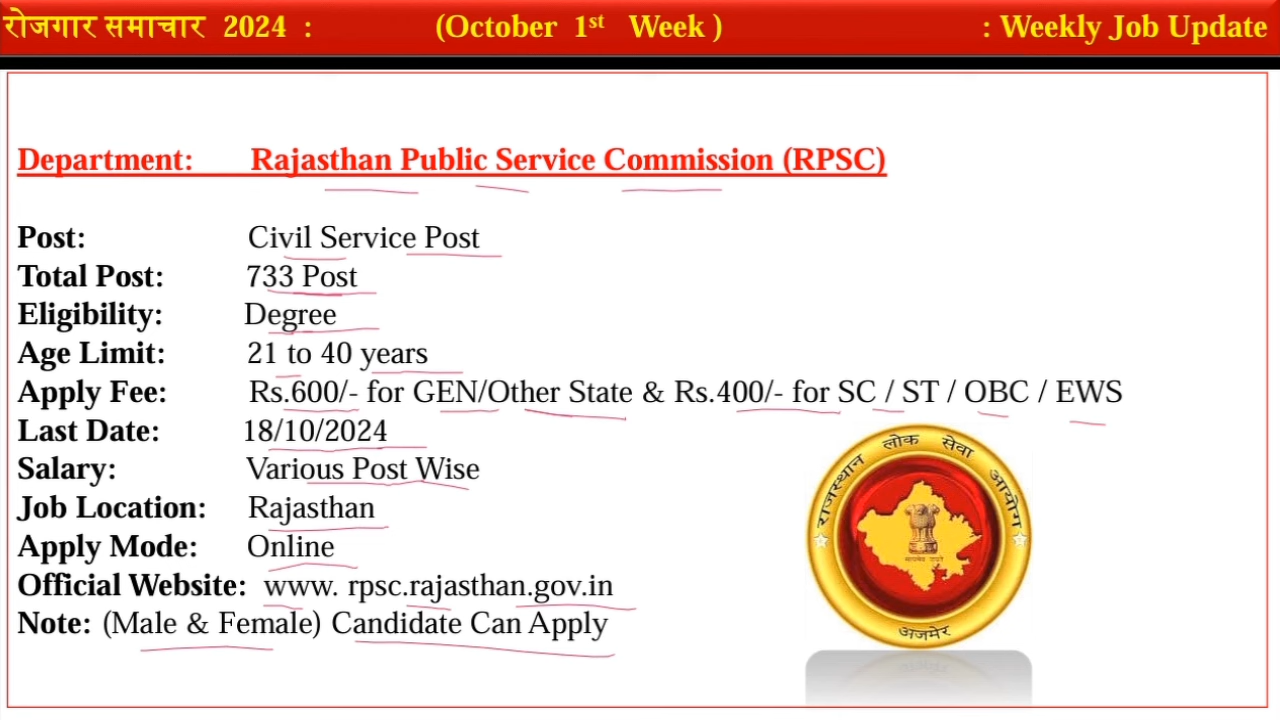 रोजगार समाचार 2024 : (October 1st Week ) : Weekly Job Update
Department: Rajasthan Public Service Commission (RPSC)
Post: Civil Service Post
Total Post: 733 Post
Eligibility: Degree
Age Limit: 21 to 40 years
Apply Fee: Rs.600/- for GEN/Other State & Rs.400/- for SC / ST / OBC / EWS
Last Date: 18/10/2024
Salary: Various Post Wise
Job Location: Rajasthan
Apply Mode: Online
Official Website: www. rpsc.rajasthan.gov.in
Note: (Male & Female) Candidate Can Apply
राजस्थान लोक सेवा आयोग
सत्यमेव जयते
अजमेर